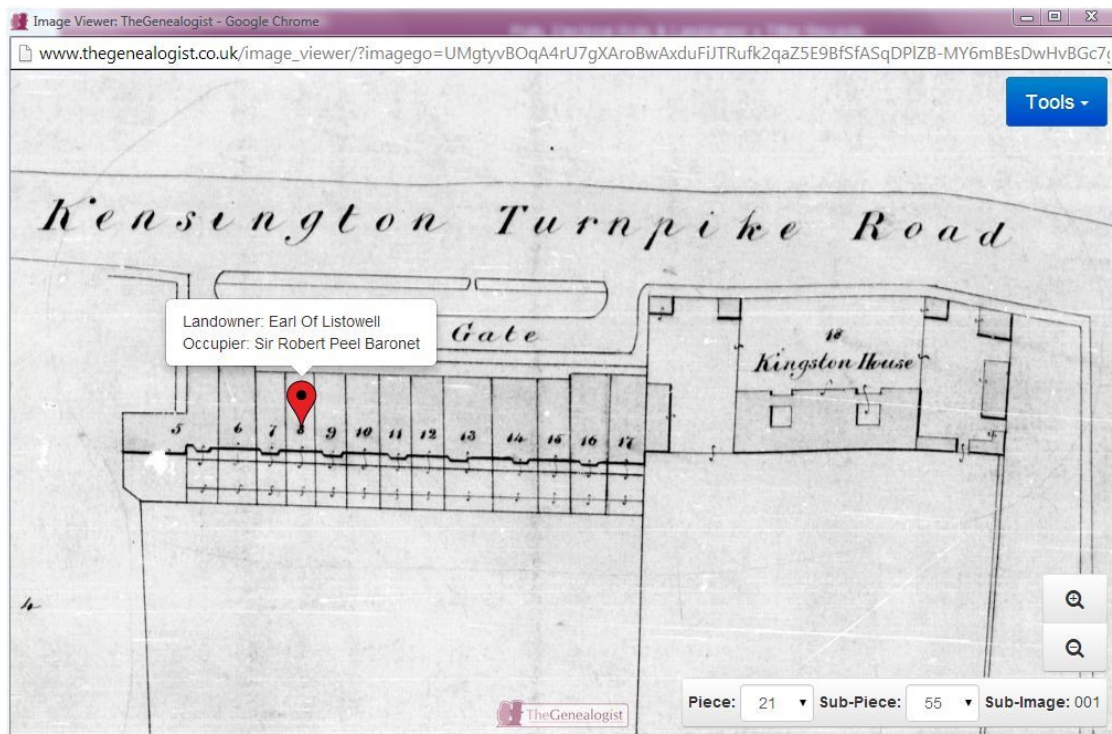 Image Viewer: TheGenealogist - Google Chrome
www.thegenealogist.co.uk/image_viewer/?imagego=UMgtyvBOqA4rU7gXAroBwAxduFiJTRufk2qaZ5E9BfSfASqDPlZB-MY6mBEsDwHvBGc7
Tools
Kensington Turnpike Road
Landowner: Earl Of Listowell
Occupier: Sir Robert Peel Baronet
Gate
18
Kingston House
5 6 7 8 9 10 11 12 13 14 15 16 17
4
TheGenealogist
Piece: 21 Sub-Piece: 55 Sub-Image: 001